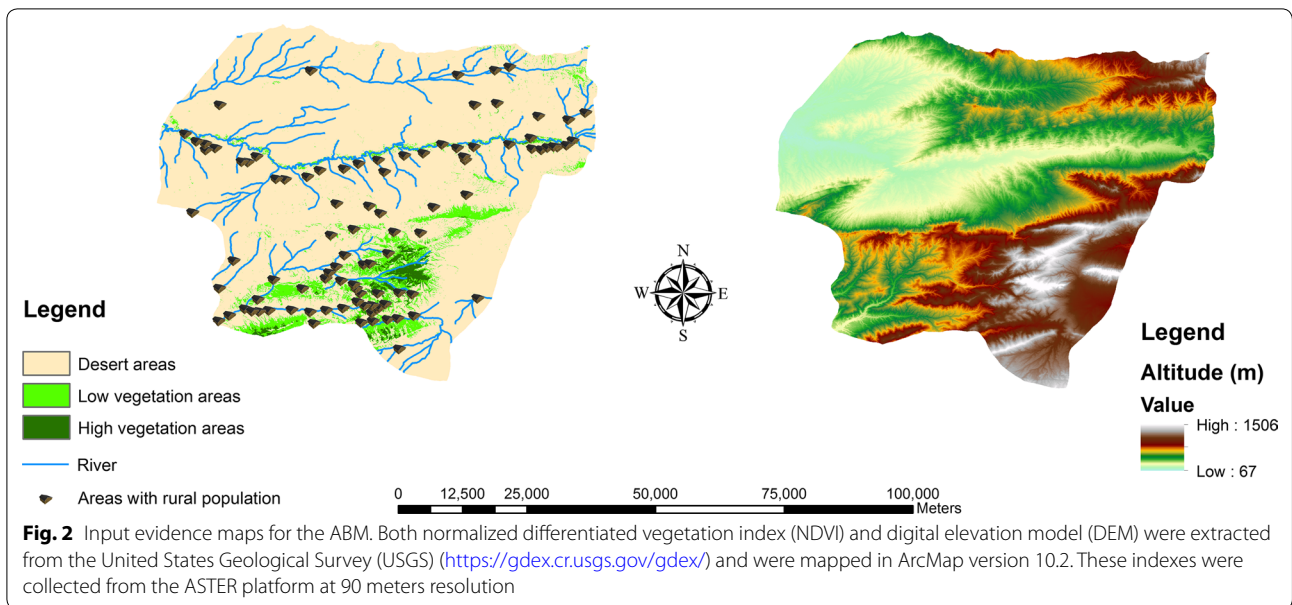 Legend
Desert areas
Low vegetation areas
High vegetation areas
River
Areas with rural population
N
W E
S
0 12,500 25,000 50,000 75,000 100,000
Meters
Legend
Altitude (m)
Value
High : 1506
Low : 67
Fig. 2 Input evidence maps for the ABM. Both normalized differentiated vegetation index (NDVI) and digital elevation model (DEM) were extracted
from the United States Geological Survey (USGS) (https://gdex.cr.usgs.gov/gdex/) and were mapped in ArcMap version 10.2. These indexes were
collected from the ASTER platform at 90 meters resolution